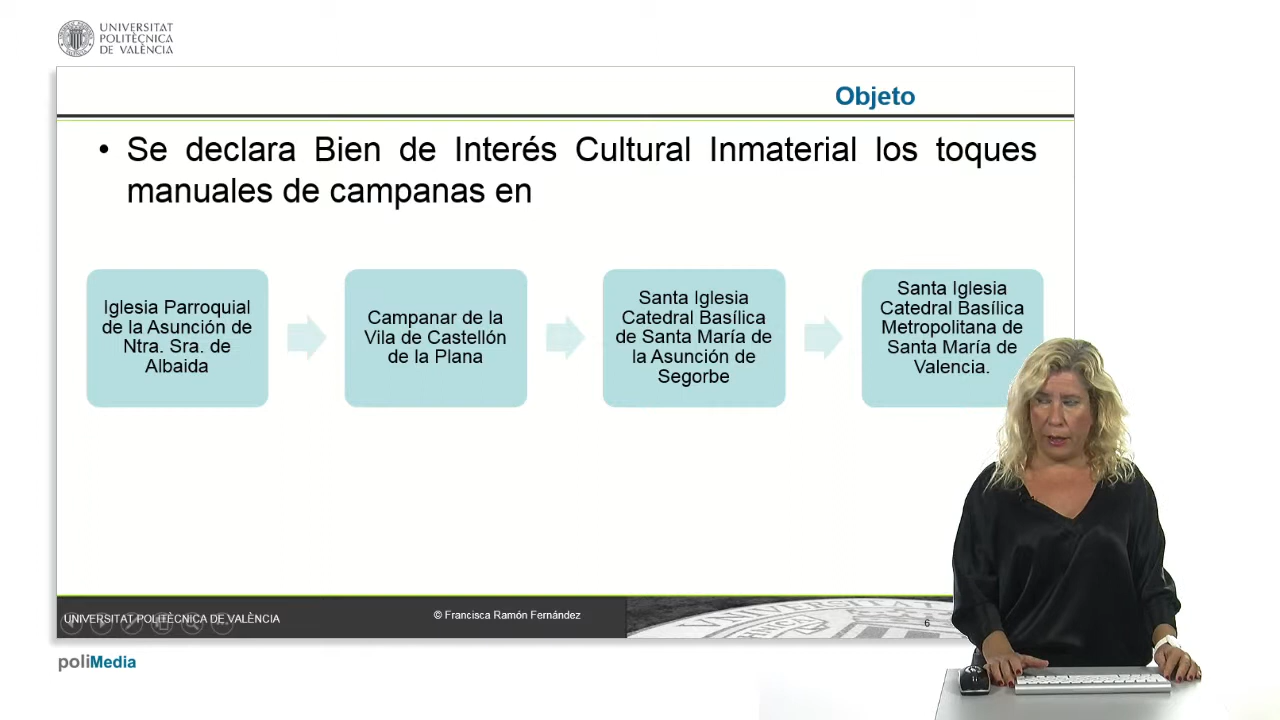 UNIVERSITAT
POLITÈCNICA
DE VALÈNCIA
Objeto
• Se declara Bien de Interés Cultural Inmaterial los toques
manuales de campanas en
Iglesia Parroquial
de la Asunción de
Ntra. Sra. de
Albaida
Campanar de la
Vila de Castellón
de la Plana
Santa Iglesia
Catedral Basílica
de Santa María de
la Asunción de
Segorbe
Santa Iglesia
Catedral Basílica
Metropolitana de
Santa María de
Valencia.
UNIVERSITAT POLITÈCNICA DE VALÈNCIA
© Francisca Ramón Fernández
6
poliMedia